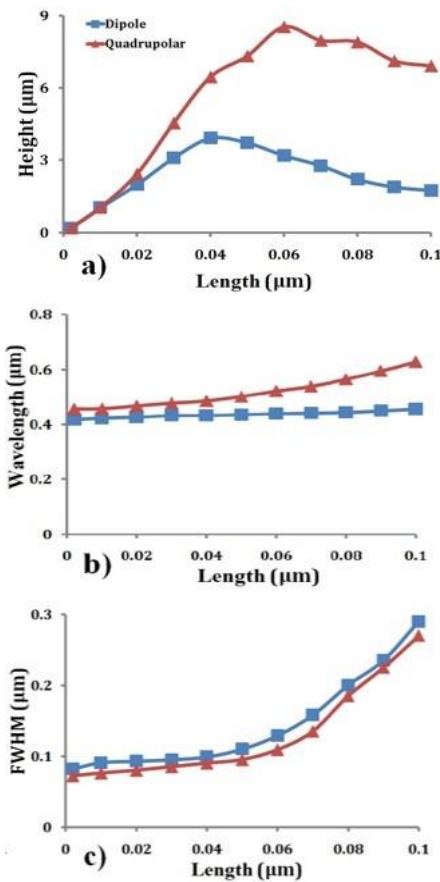 Dipole
Quadrupolar
Height (μm)
9
6
3
0
0 0.02 0.04 0.06 0.08 0.1
a)
Length (μm)
Wavelength (μm)
0.8
0.6
0.4
0.2
0
0 0.02 0.04 0.06 0.08 0.1
b)
Length (μm)
FWHM (μm)
0.3
0.2
0.1
0
0 0.02 0.04 0.06 0.08 0.1
c)
Length (μm)